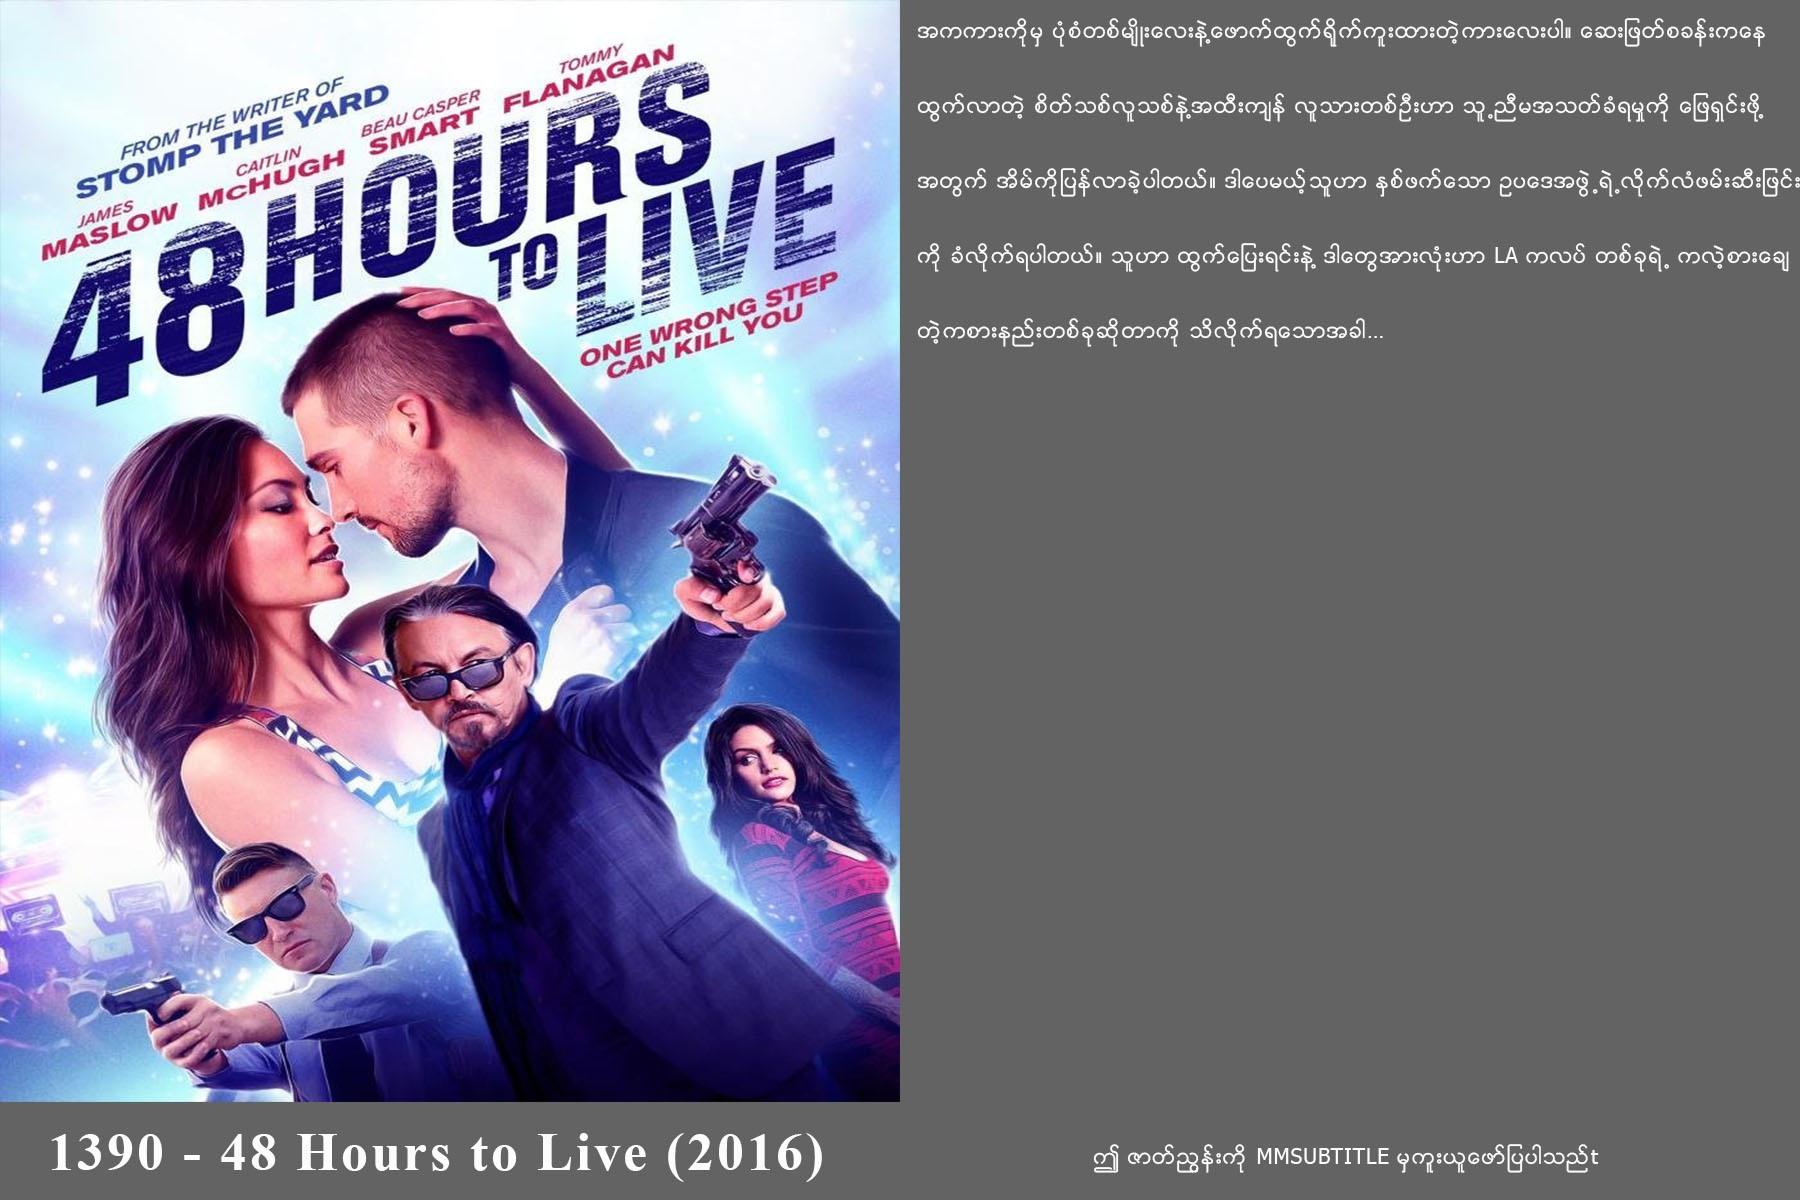 FROM THE WRITER OF
STOMP THE YARD
JAMES
MASLOW
CAITLIN
McHUGH
BEAU CASPER
SMART
TOMMY
FLANAGAN
48 HOURS
TO LIVE
ONE WRONG STEP
CAN KILL YOU
1390 - 48 Hours to Live (2016)
အကကားကိုမှ ပုံစံတစ်မျိုးလေးနဲ့ဖောက်ထွက်ရိုက်ကူးထားတဲ့ကားလေးပါ။ ဆေးဖြတ်စခန်းကနေ
ထွက်လာတဲ့ စိတ်သစ်လူသစ်နဲ့အထီးကျန် လူသားတစ်ဦးဟာ သူ့ညီမအသတ်ခံရမှုကို ဖြေရှင်းဖို့
အတွက် အိမ်ကိုပြန်လာခဲ့ပါတယ်။ ဒါပေမယ့်သူဟာ နှစ်ဖက်သော ဥပဒေအဖွဲ့ရဲ့လိုက်လံဖမ်းဆီးဖြင်း
ကို ခံလိုက်ရပါတယ်။ သူဟာ ထွက်ပြေးရင်းနဲ့ ဒါတွေအားလုံးဟာ LA ကလပ် တစ်ခုရဲ့ ကလဲ့စားချေ
တဲ့ကစားနည်းတစ်ခုဆိုတာကို သိလိုက်ရသောအခါ...
ဤ ဇာတ်ညွှန်းကို MMSUBTITLE မှကူးယူဖော်ပြပါသည်t